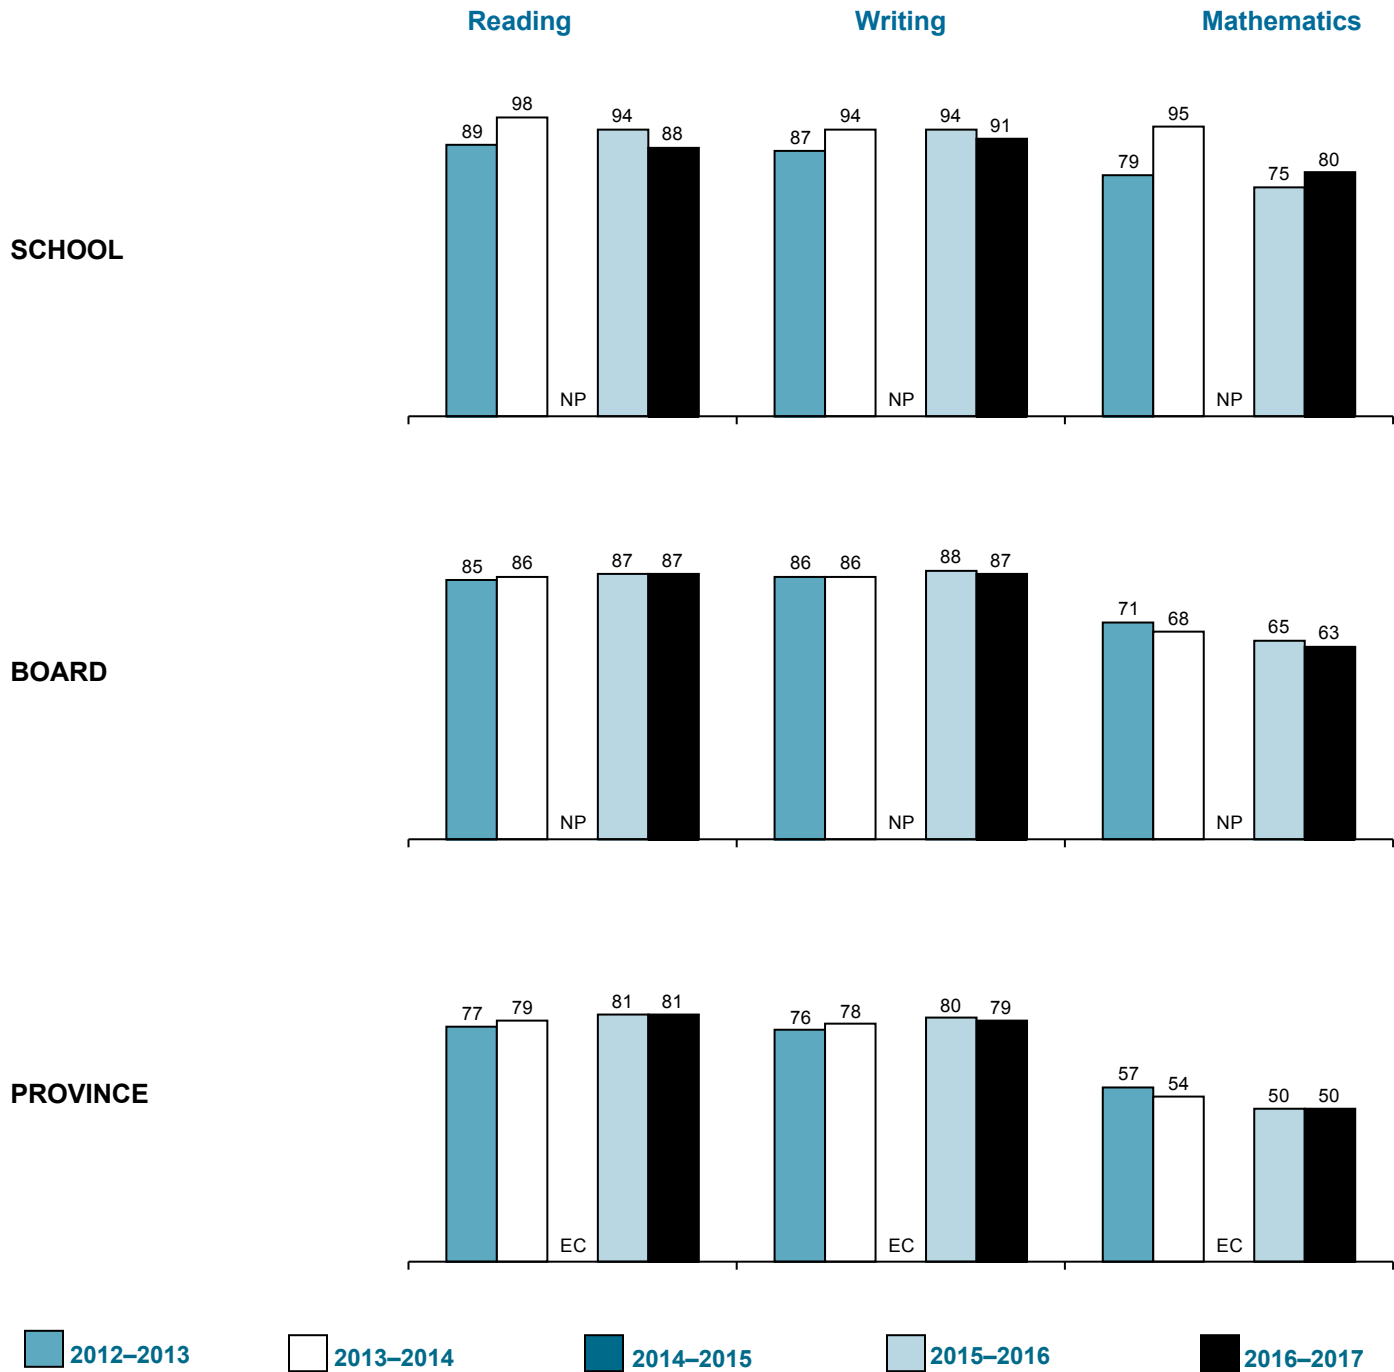 Reading Writing Mathematics
SCHOOL
89 98 NP 94 88
87 94 NP 94 91
79 95 NP 75 80
BOARD
85 86 NP 87 87
86 86 NP 88 87
71 68 NP 65 63
PROVINCE
77 79 EC 81 81
76 78 EC 80 79
57 54 EC 50 50
2012–2013 2013–2014 2014–2015 2015–2016 2016–2017